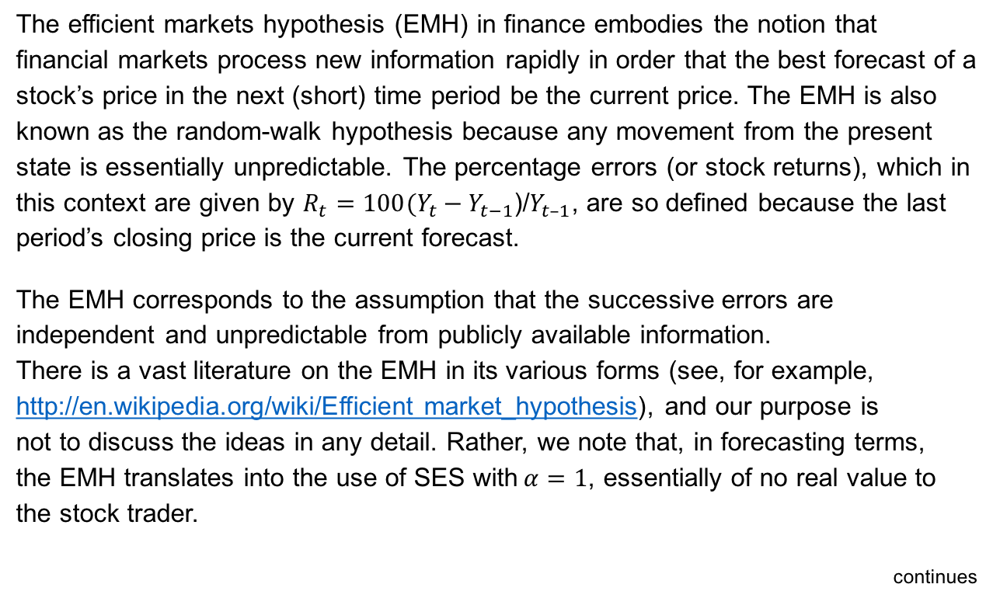 The efficient markets hypothesis (EMH) in finance embodies the notion that
financial markets process new information rapidly in order that the best forecast of a
stock’s price in the next (short) time period be the current price. The EMH is also
known as the random-walk hypothesis because any movement from the present
state is essentially unpredictable. The percentage errors (or stock returns), which in
this context are given by Rₜ = 100(Yₜ − Yₜ₋₁)/Yₜ₋₁, are so defined because the last
period’s closing price is the current forecast.
The EMH corresponds to the assumption that the successive errors are
independent and unpredictable from publicly available information.
There is a vast literature on the EMH in its various forms (see, for example,
http://en.wikipedia.org/wiki/Efficient_market_hypothesis), and our purpose is
not to discuss the ideas in any detail. Rather, we note that, in forecasting terms,
the EMH translates into the use of SES with α = 1, essentially of no real value to
the stock trader.
continues